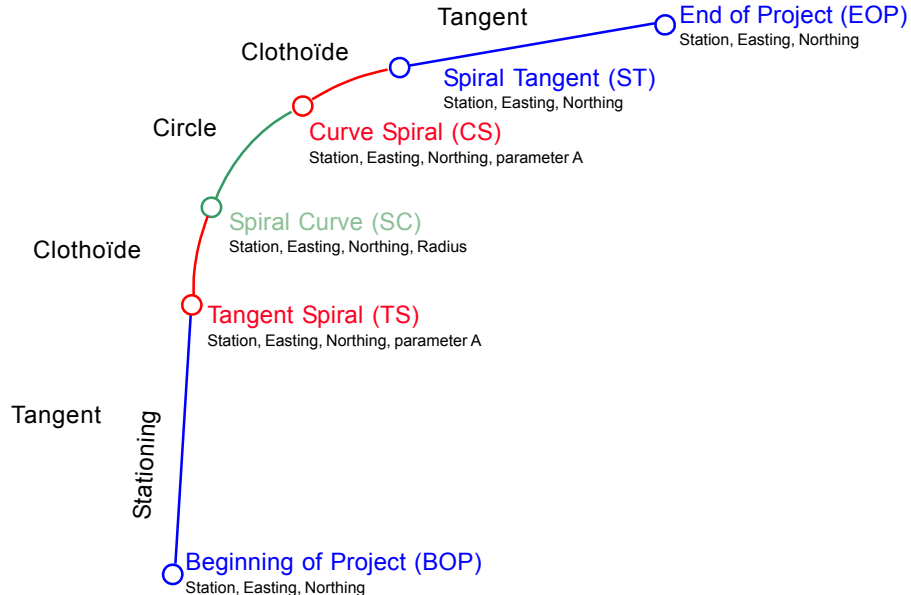 Tangent
End of Project (EOP)
Station, Easting, Northing
Clothoïde
Spiral Tangent (ST)
Station, Easting, Northing
Circle
Curve Spiral (CS)
Station, Easting, Northing, parameter A
Spiral Curve (SC)
Station, Easting, Northing, Radius
Clothoïde
Tangent Spiral (TS)
Station, Easting, Northing, parameter A
Tangent
Stationing
Beginning of Project (BOP)
Station, Easting, Northing